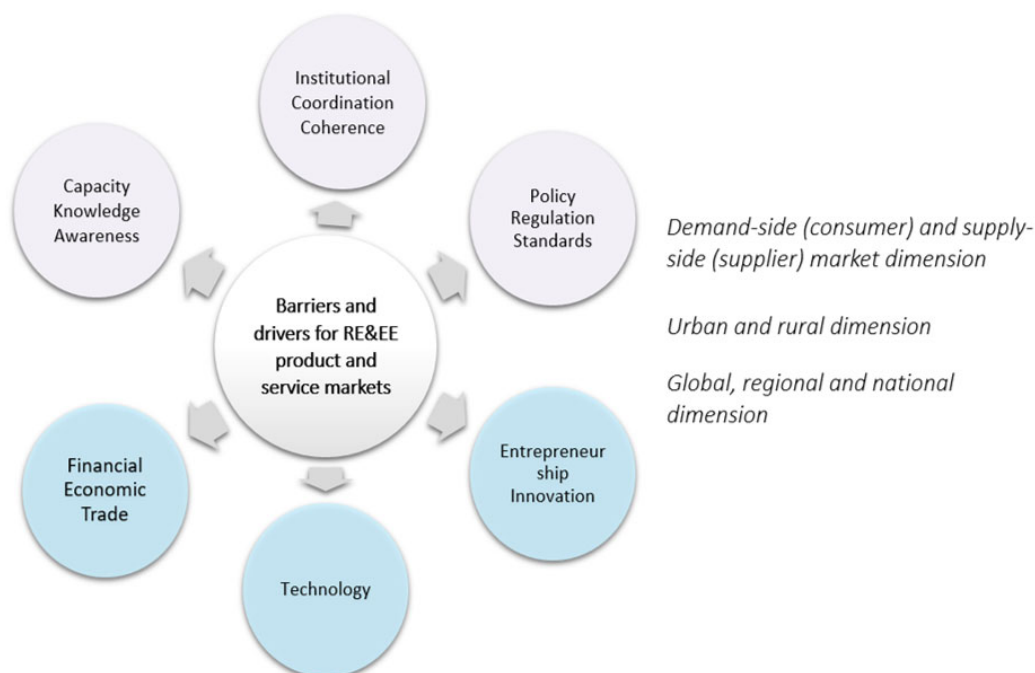 Institutional
Coordination
Coherence
Capacity
Knowledge
Awareness
Policy
Regulation
Standards
Demand-side (consumer) and supply-
side (supplier) market dimension
Barriers and
drivers for RE&EE
product and
service markets
Urban and rural dimension
Global, regional and national
dimension
Financial
Economic
Trade
Entrepreneur
ship
Innovation
Technology